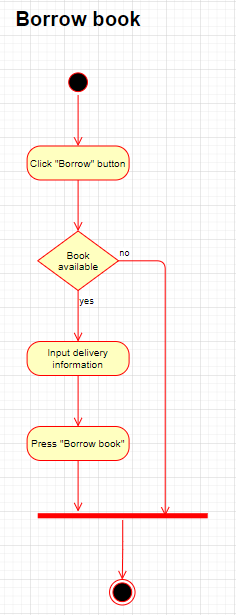 Borrow book
Click "Borrow" button
Book
available
no
yes
Input delivery
information
Press "Borrow book"